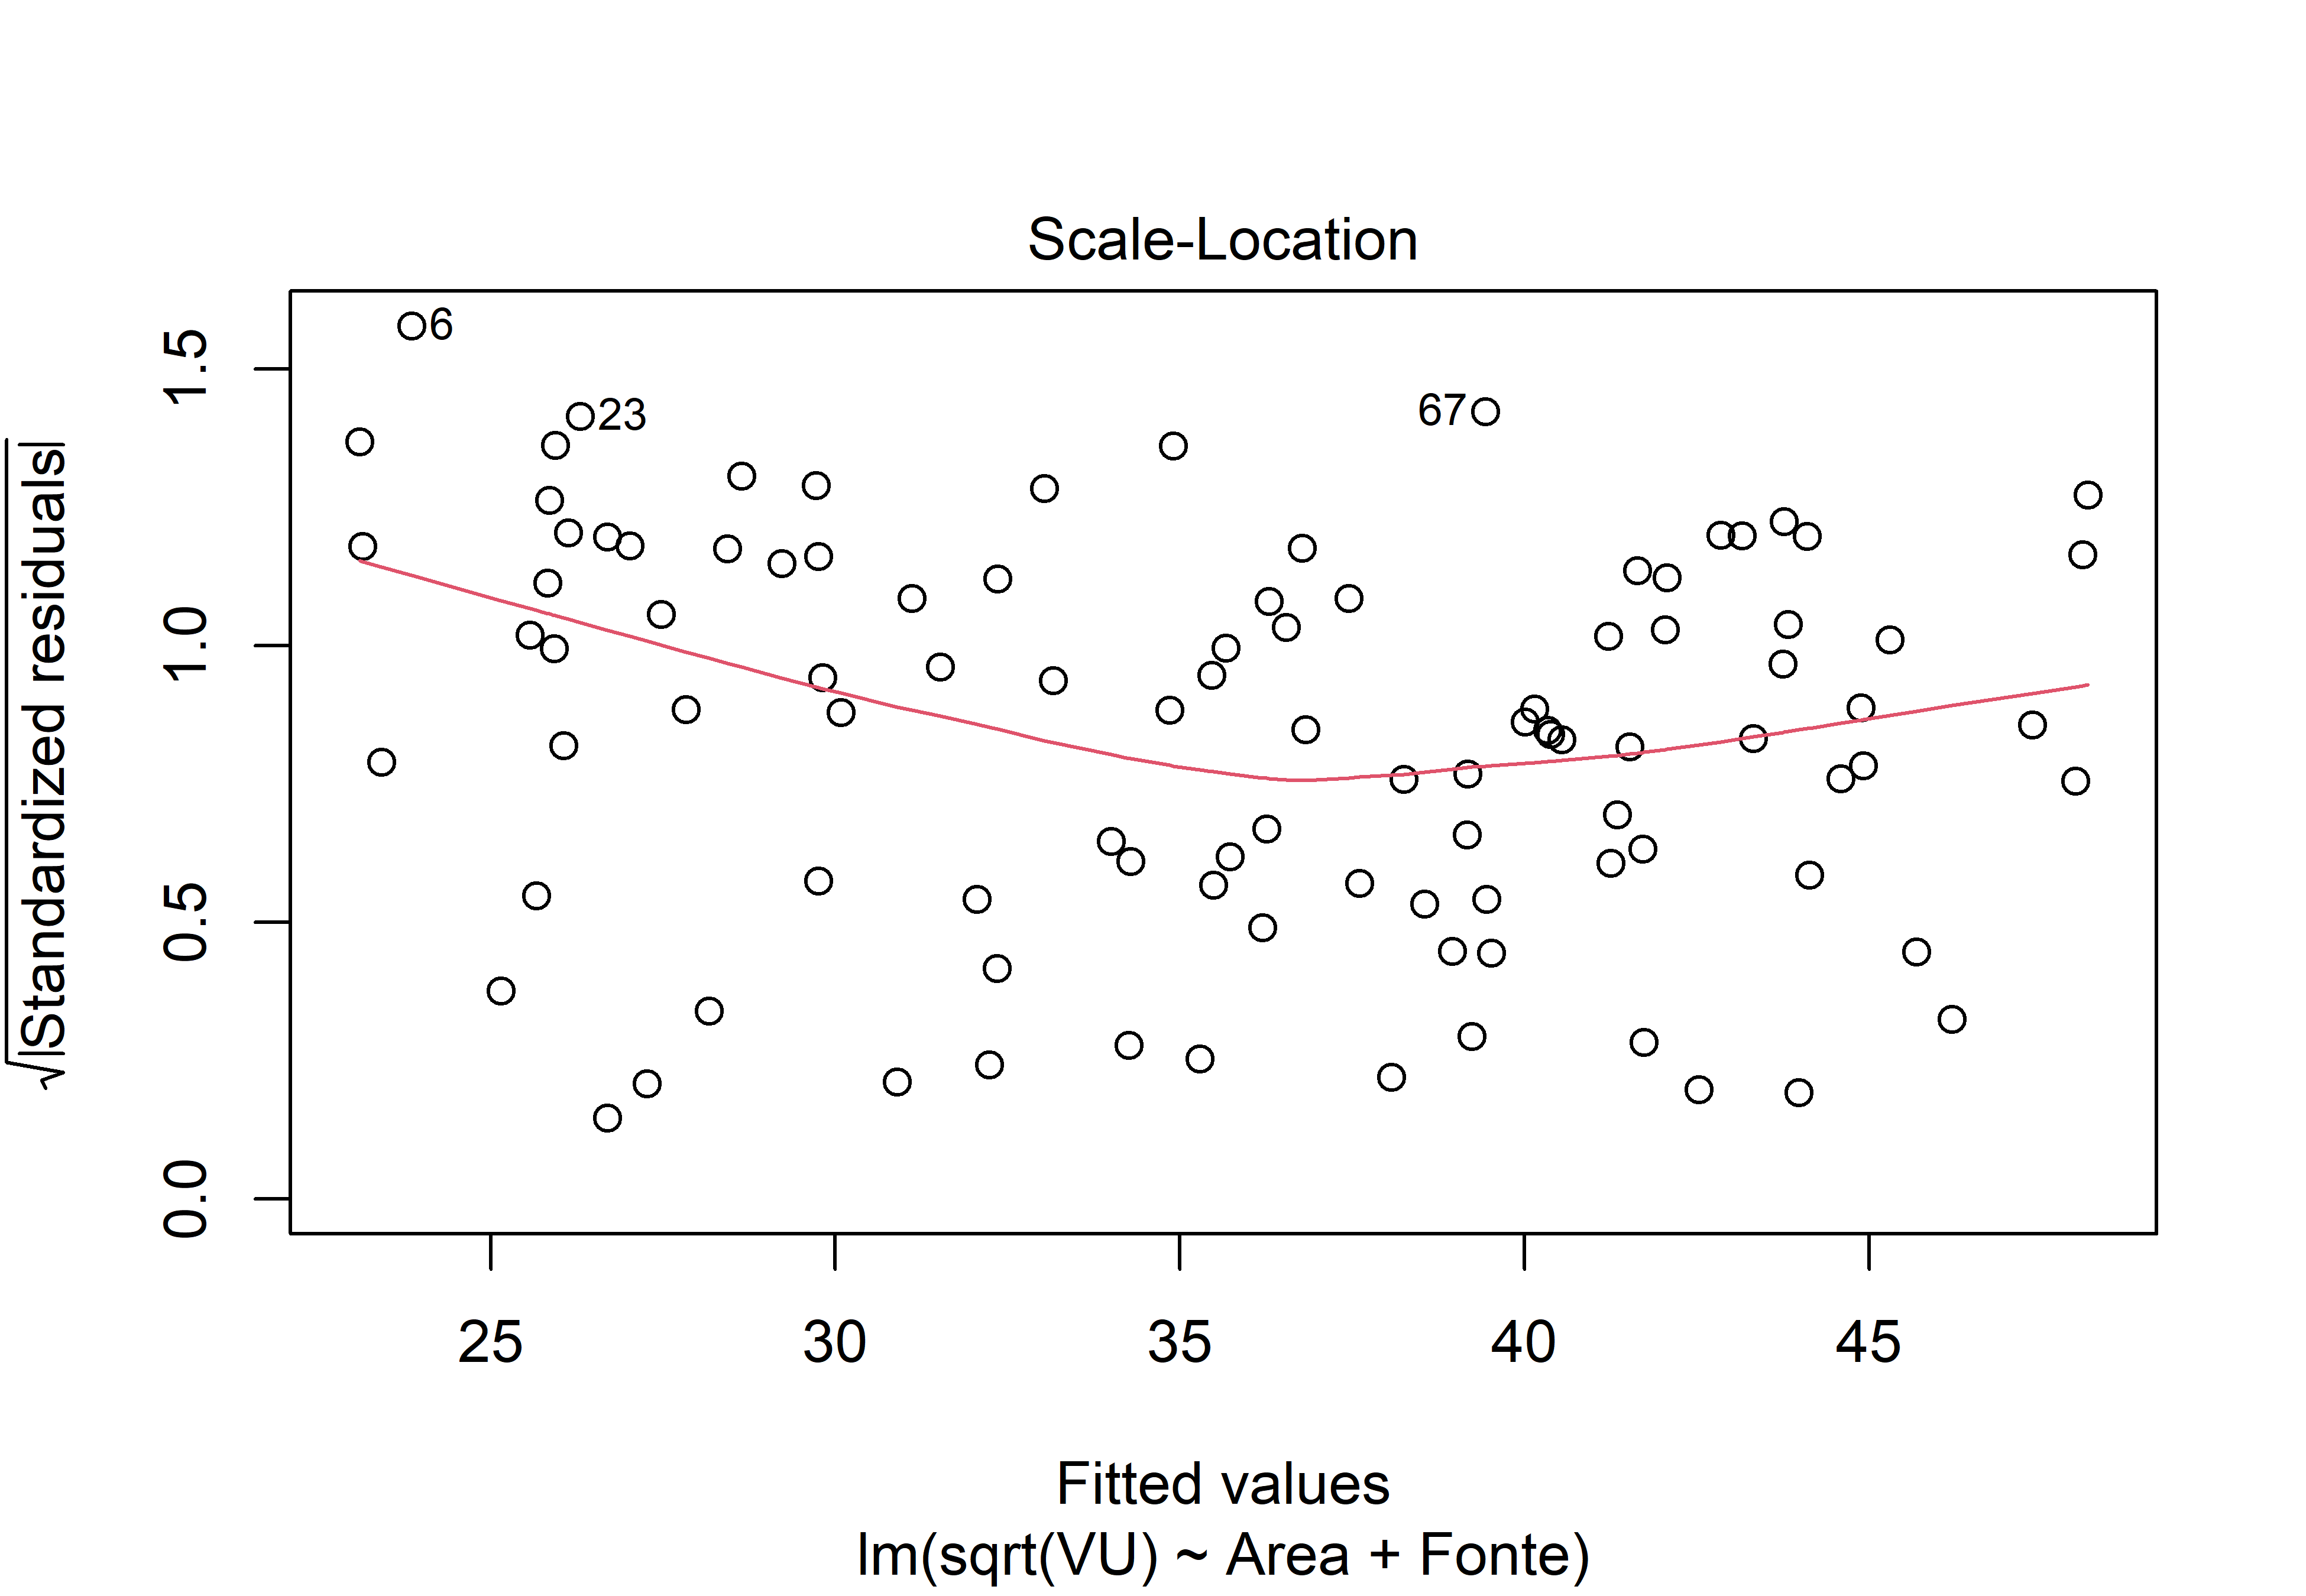 Scale-Location
√|Standardized residuals|
1.5
1.0
0.5
0.0
6
23
67
25 30 35 40 45
Fitted values
lm(sqrt(VU) ~ Area + Fonte)